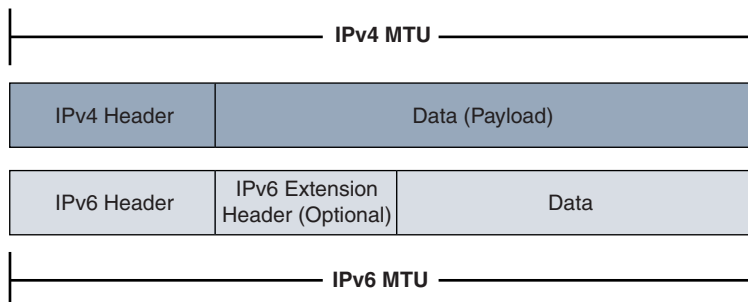 IPv4 MTU
IPv4 Header
Data (Payload)
IPv6 Header
IPv6 Extension
Header (Optional)
Data
IPv6 MTU